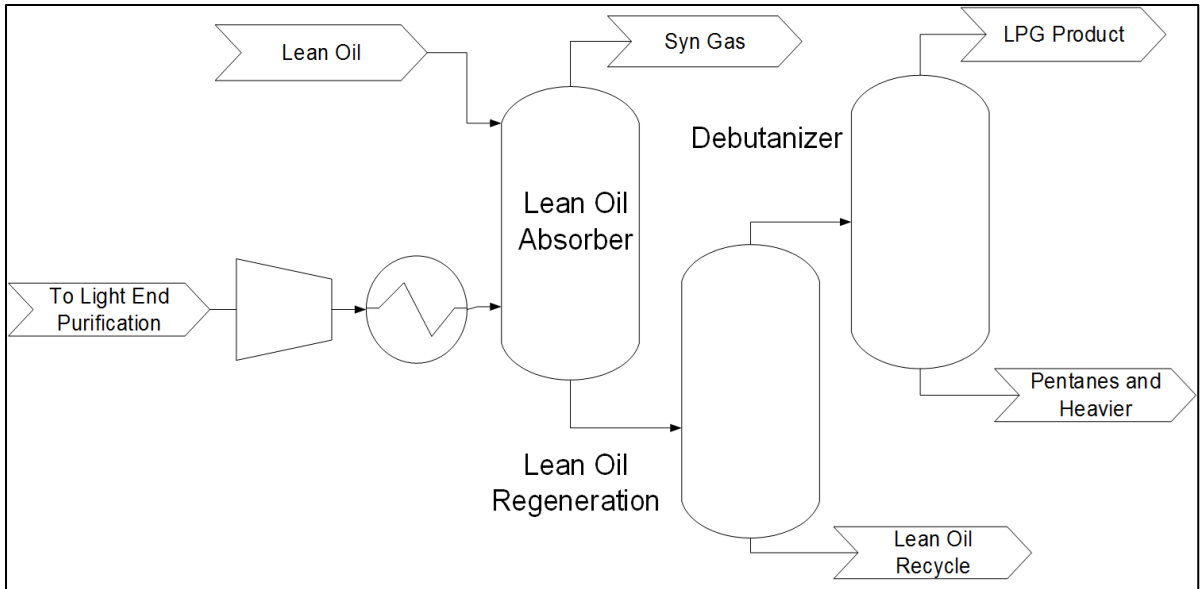 Lean Oil
Syn Gas
LPG Product
Debutanizer
Lean Oil
Absorber
To Light End
Purification
Pentanes and
Heavier
Lean Oil
Regeneration
Lean Oil
Recycle